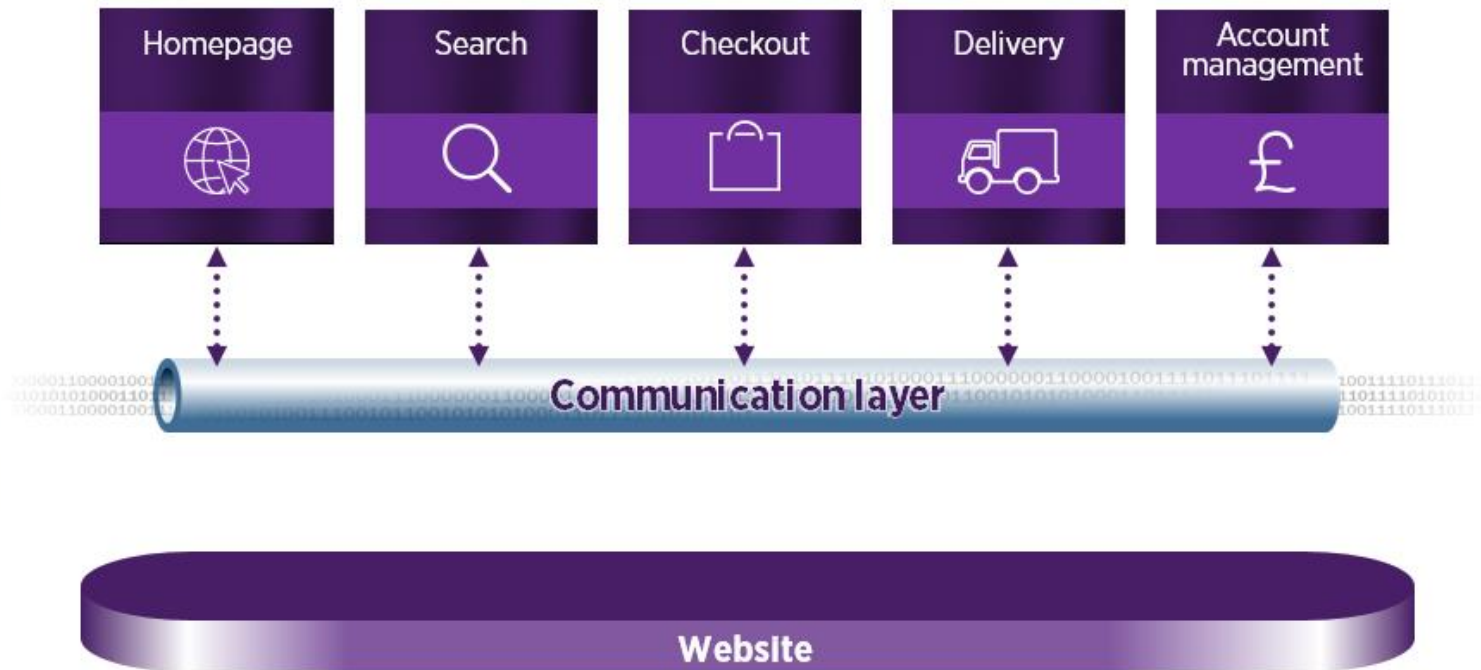 Homepage
Search
Checkout
Delivery
Account
management
£
Communication layer
Website